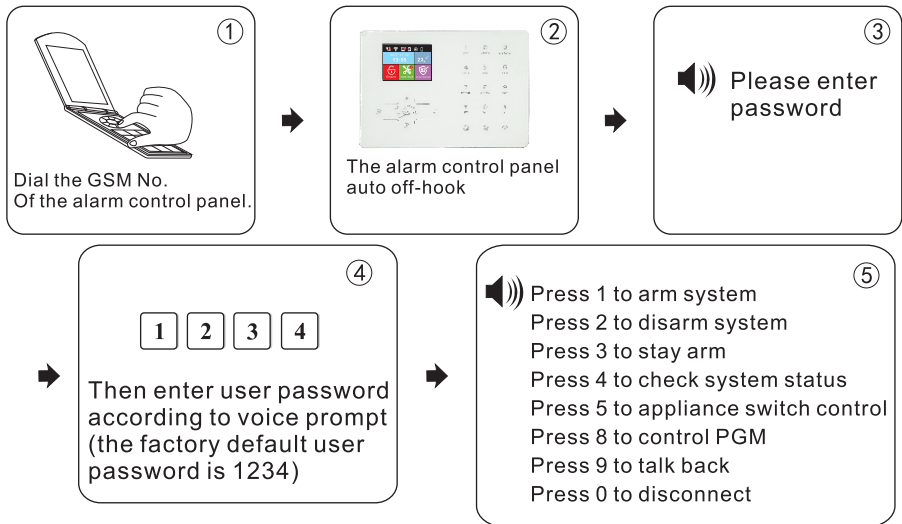 ①
Dial the GSM No.
Of the alarm control panel.
②
The alarm control panel
auto off-hook
③
Please enter
password
④
1 2 3 4
Then enter user password
according to voice prompt
(the factory default user
password is 1234)
⑤
Press 1 to arm system
Press 2 to disarm system
Press 3 to stay arm
Press 4 to check system status
Press 5 to appliance switch control
Press 8 to control PGM
Press 9 to talk back
Press 0 to disconnect